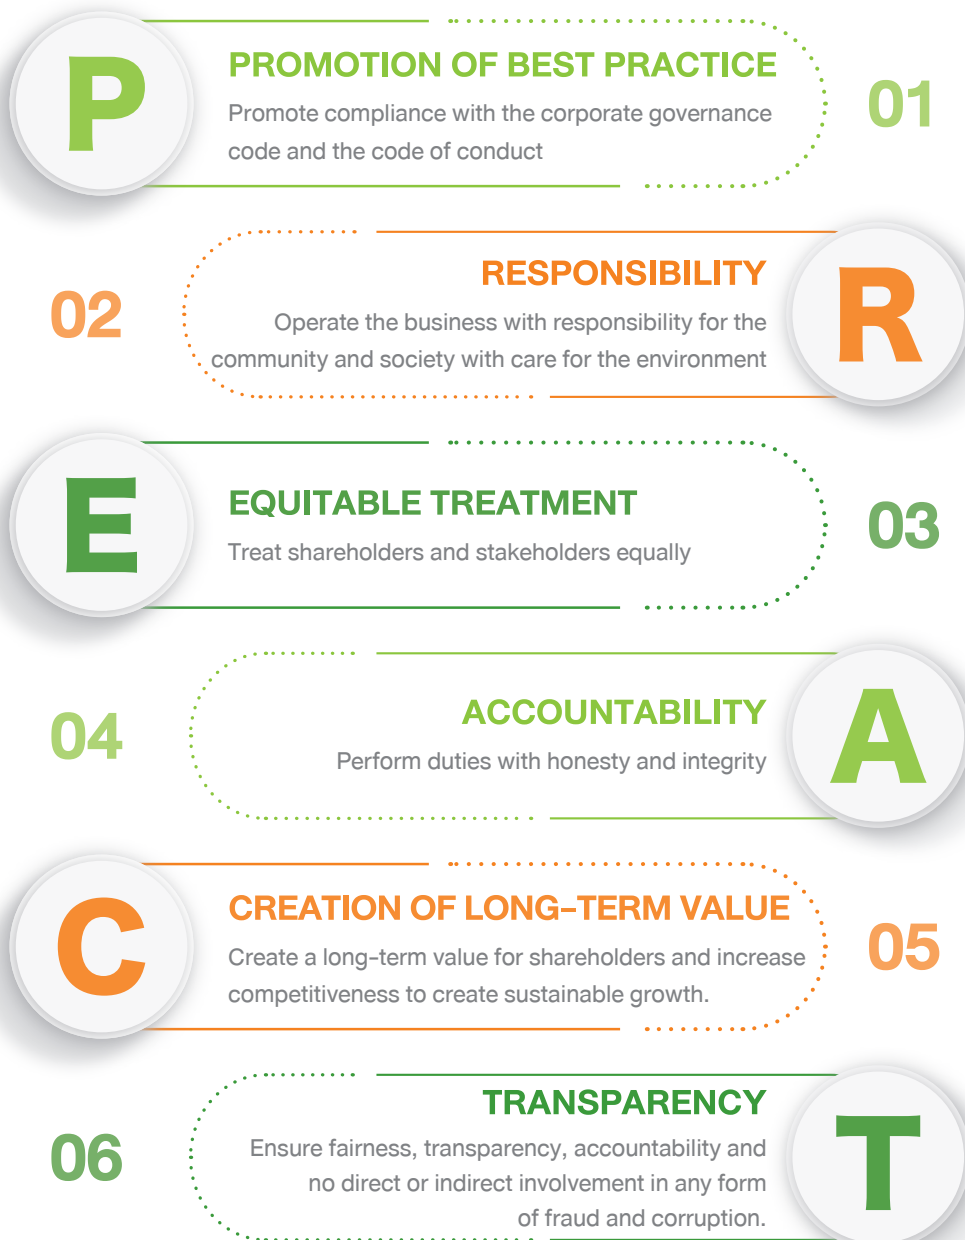 P
PROMOTION OF BEST PRACTICE
Promote compliance with the corporate governance
code and the code of conduct
01
02
RESPONSIBILITY
Operate the business with responsibility for the
community and society with care for the environment
R
E
EQUITABLE TREATMENT
Treat shareholders and stakeholders equally
03
04
ACCOUNTABILITY
Perform duties with honesty and integrity
A
C
CREATION OF LONG-TERM VALUE
Create a long-term value for shareholders and increase
competitiveness to create sustainable growth.
05
06
TRANSPARENCY
Ensure fairness, transparency, accountability and
no direct or indirect involvement in any form
of fraud and corruption.
T